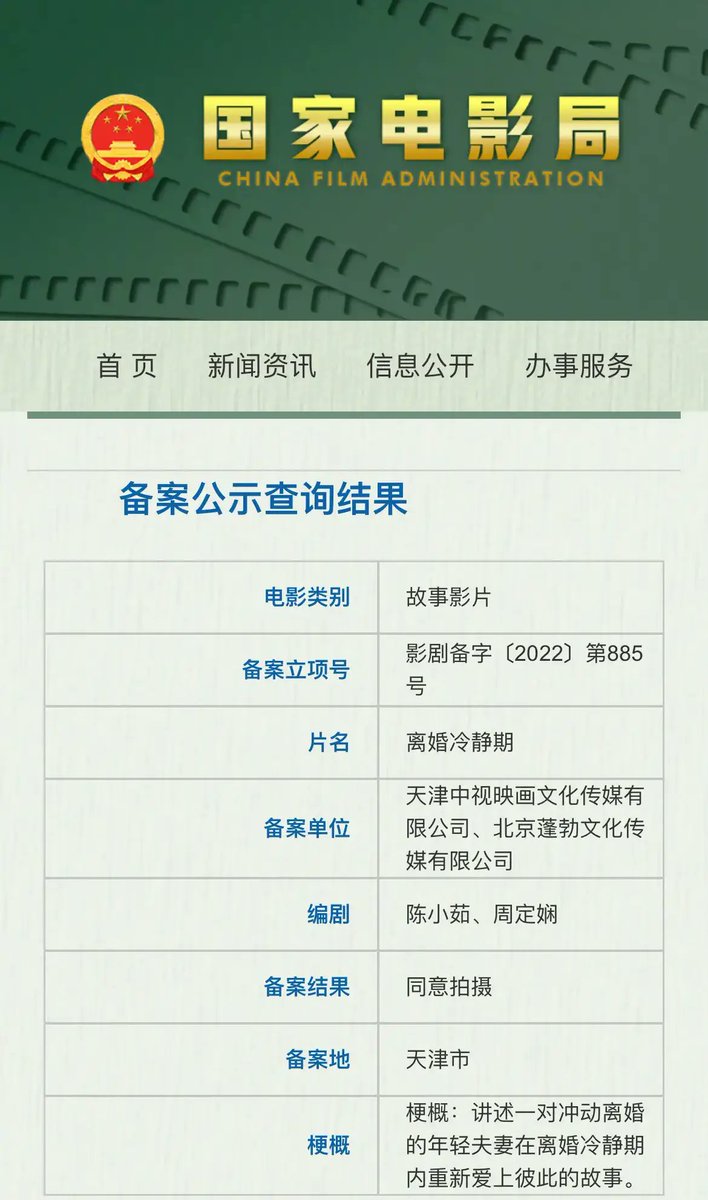 国家电影局
CHINA FILM ADMINISTRATION
首 页 新闻资讯 信息公开 办事服务
备案公示查询结果
电影类别 故事影片
备案立项号 影剧备字〔2022〕第885
号
片名 离婚冷静期
备案单位 天津中视映画文化传媒有
限公司、北京蓬勃文化传
媒有限公司
编剧 陈小茹、周定娴
备案结果 同意拍摄
备案地 天津市
梗概 梗概：讲述一对冲动离婚
的年轻夫妻在离婚冷静期
内重新爱上彼此的故事。